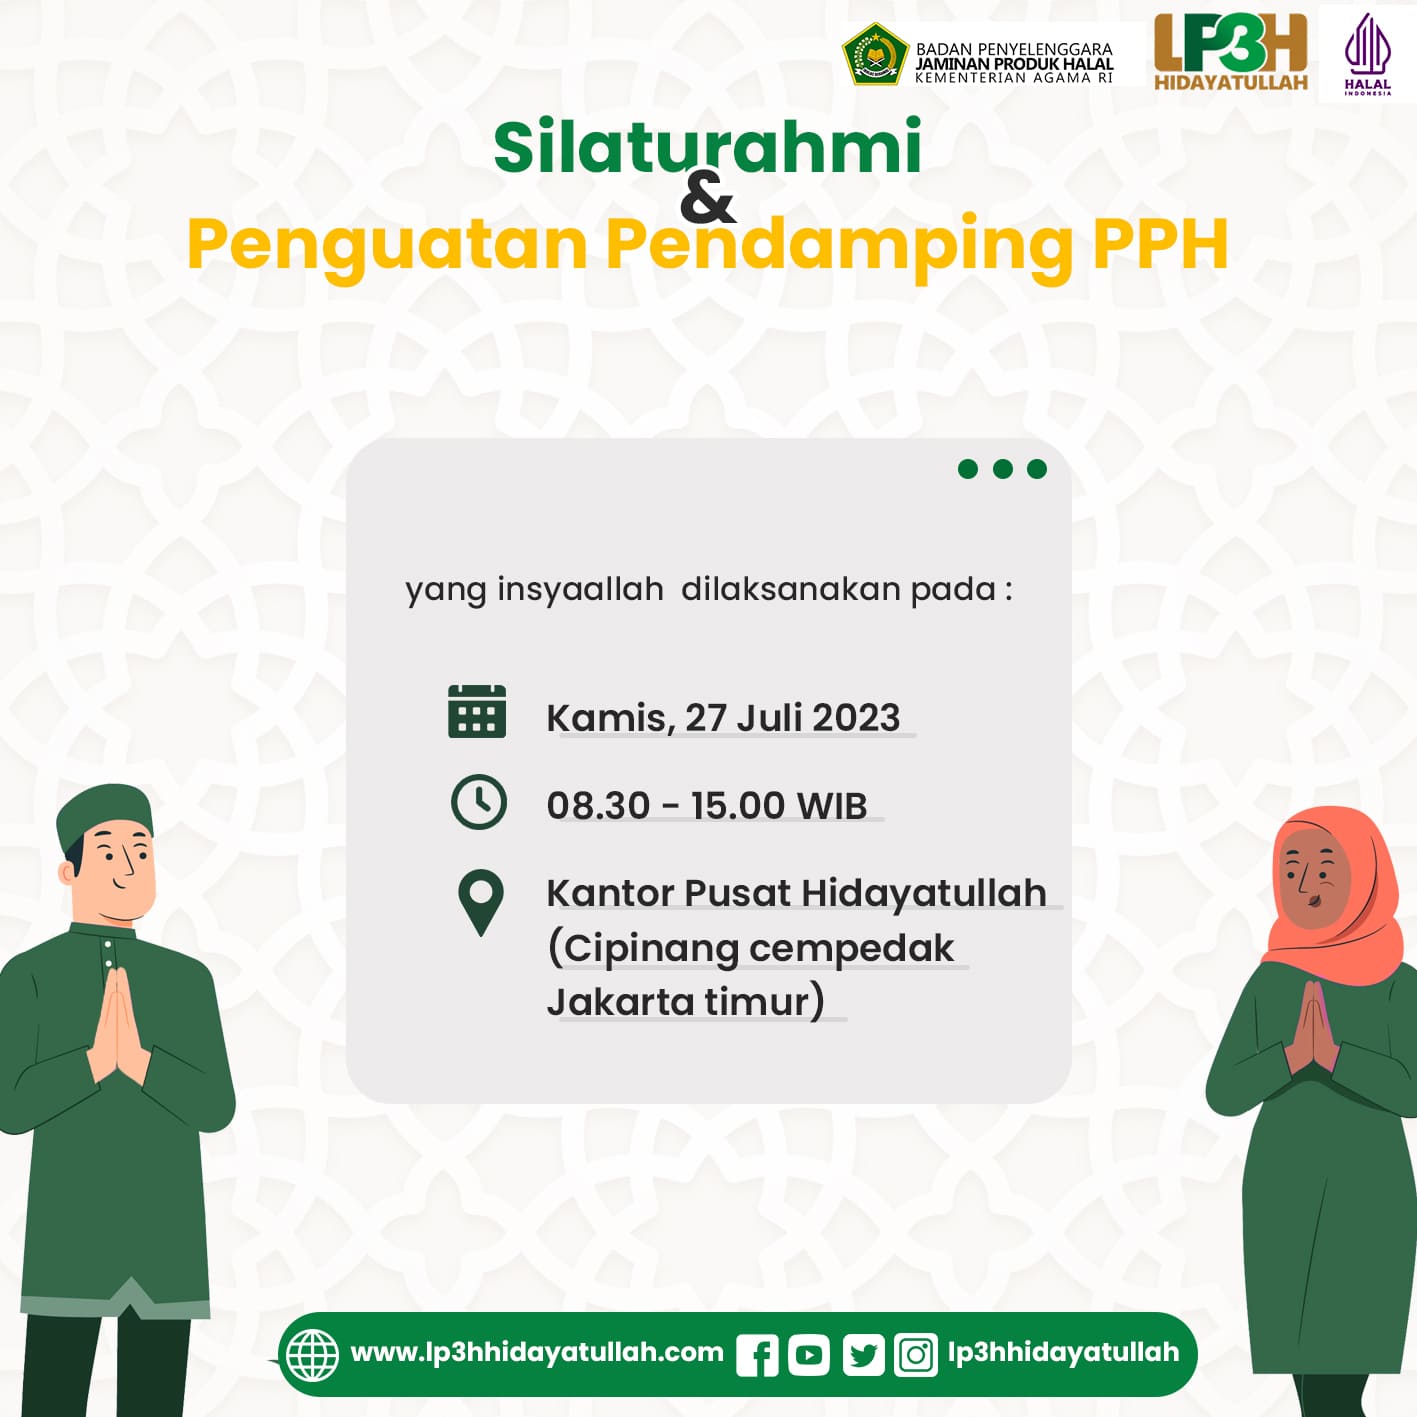 BADAN PENYELENGGARA
JAMINAN PRODUK HALAL
KEMENTERIAN AGAMA RI
LP3H
HIDAYATULLAH
HALAL
INDONESIA
Silaturahmi
&
Penguatan Pendamping PPH
yang insyaallah dilaksanakan pada :
Kamis, 27 Juli 2023
08.30 - 15.00 WIB
Kantor Pusat Hidayatullah
(Cipinang cempedak
Jakarta timur)
www.lp3hhidayatullah.com
lp3hhidayatullah